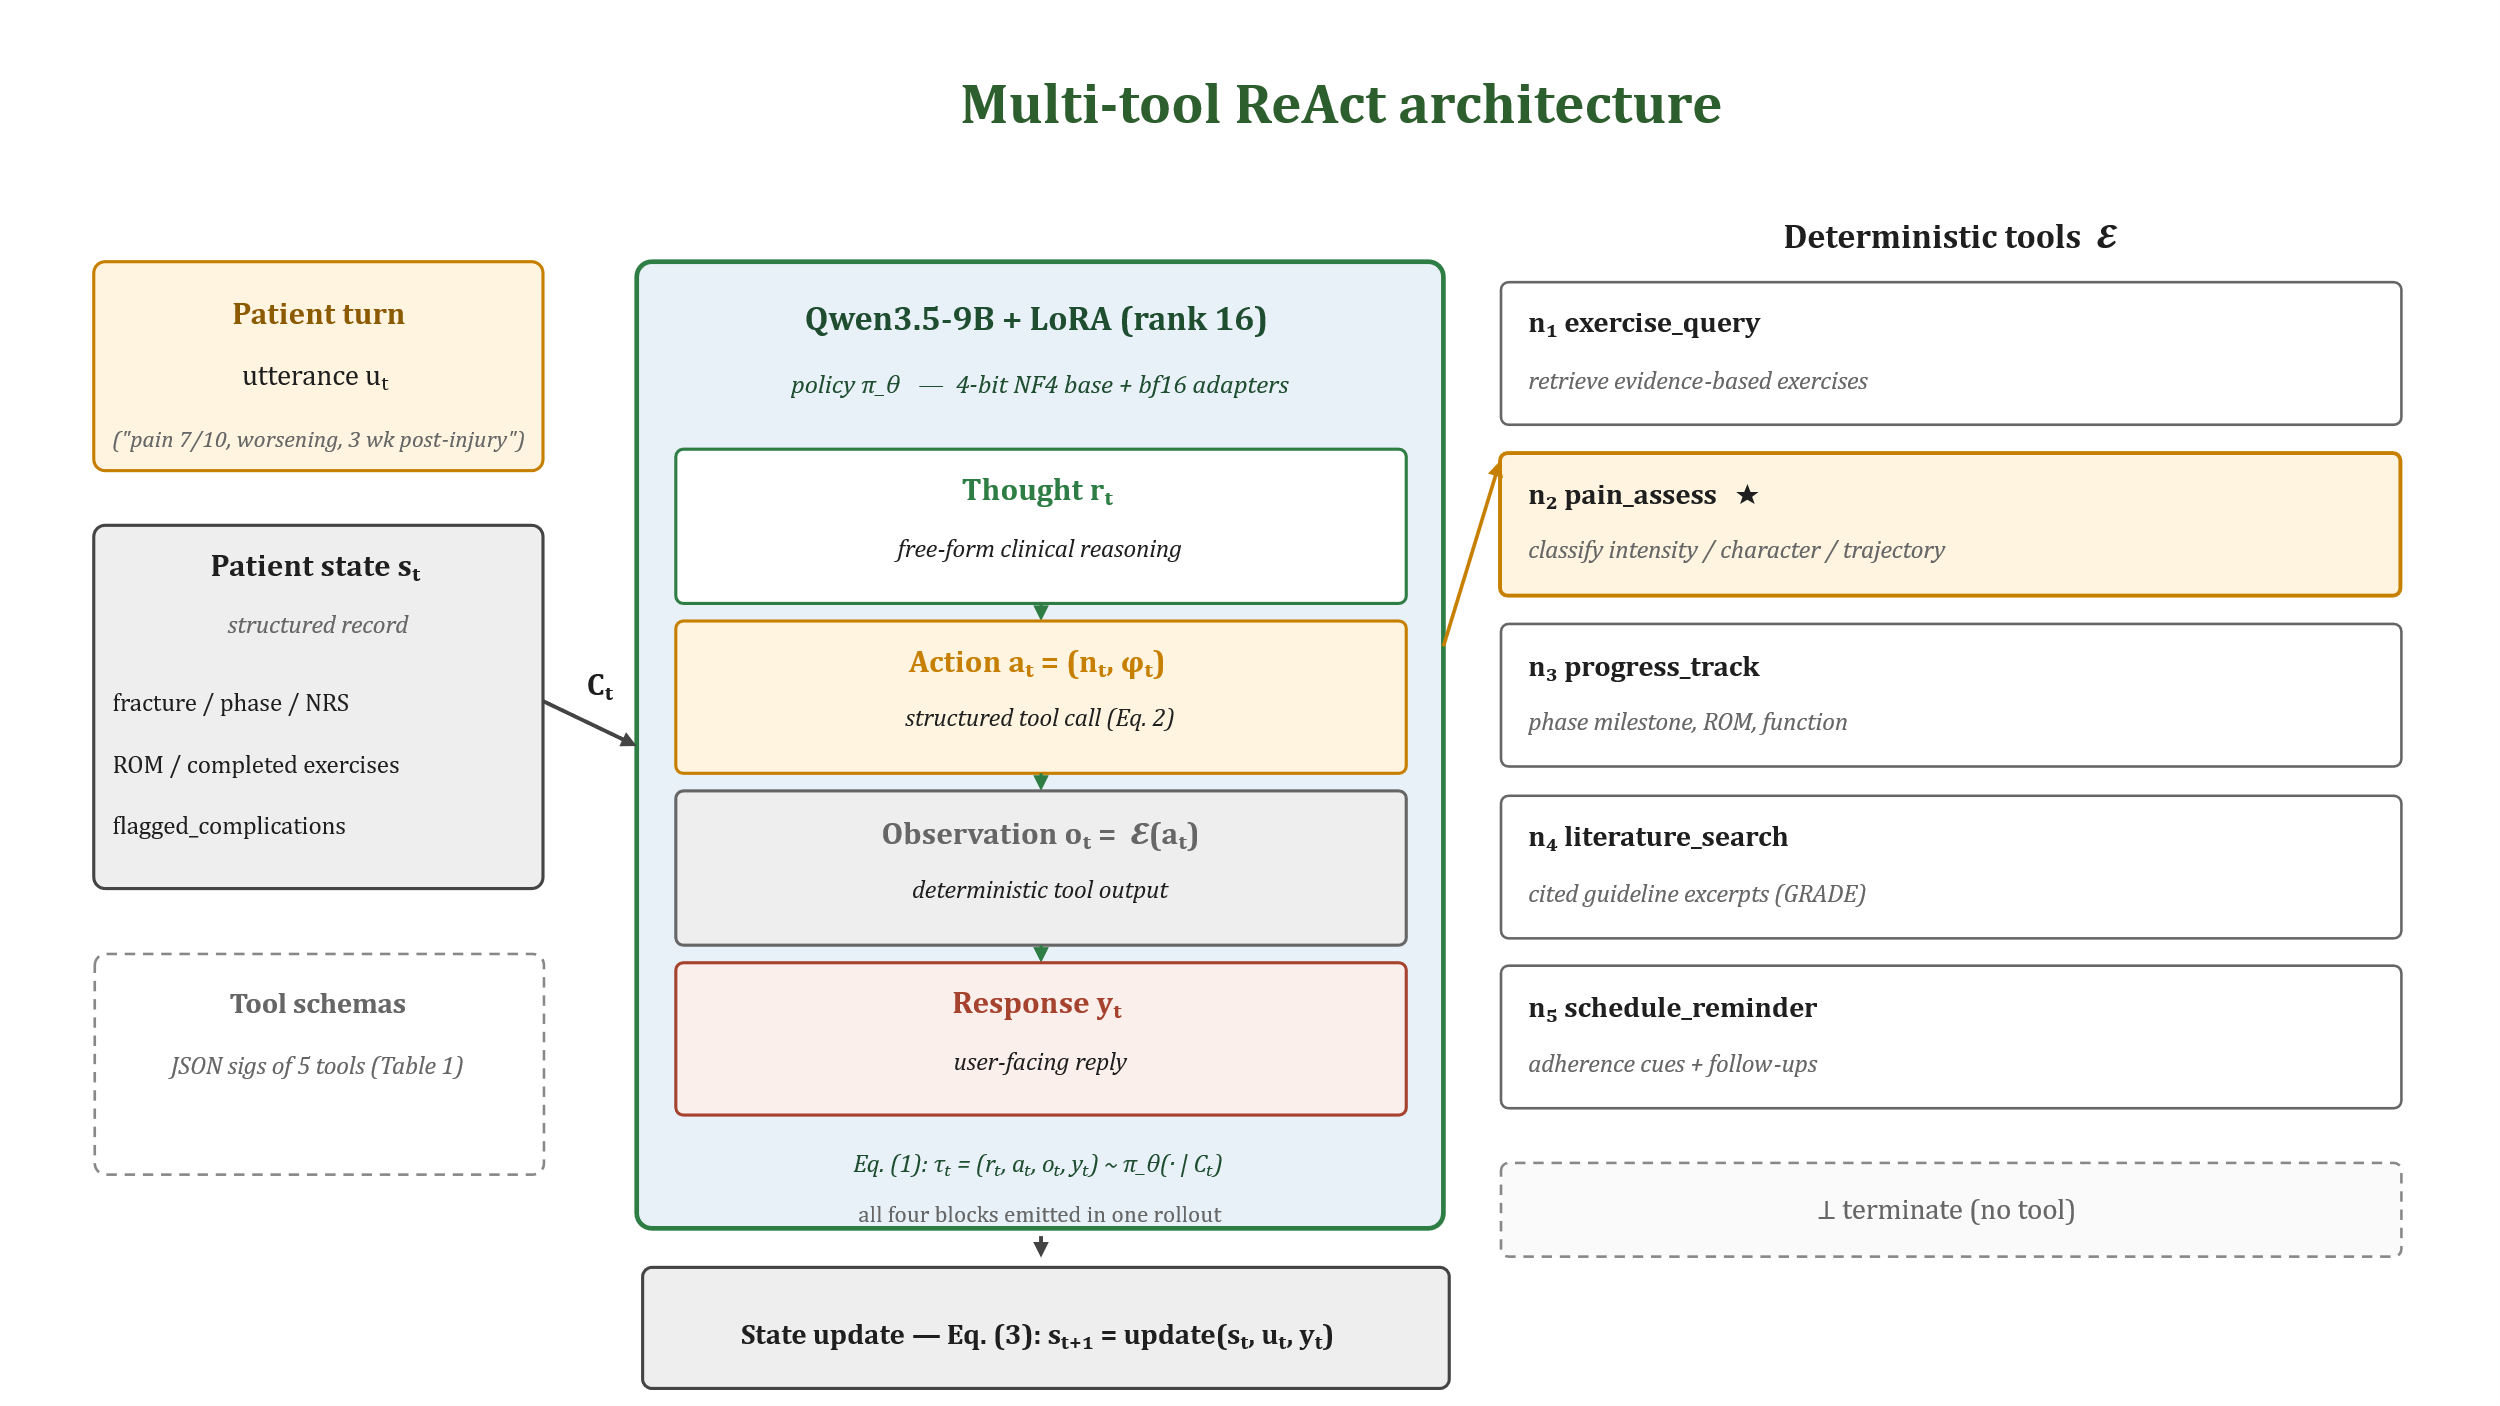 Multi-tool ReAct architecture
Patient turn
utterance uₜ
("pain 7/10, worsening, 3 wk post-injury")
Patient state sₜ
structured record
fracture / phase / NRS
ROM / completed exercises
flagged_complications
Tool schemas
JSON sigs of 5 tools (Table 1)
Cₜ
Qwen3.5-9B + LoRA (rank 16)
policy π_θ — 4-bit NF4 base + bf16 adapters
Thought rₜ
free-form clinical reasoning
Action aₜ = (nₜ, φₜ)
structured tool call (Eq. 2)
Observation oₜ = ℰ(aₜ)
deterministic tool output
Response yₜ
user-facing reply
Eq. (1): τₜ = (rₜ, aₜ, oₜ, yₜ) ~ π_θ(· | Cₜ)
all four blocks emitted in one rollout
State update — Eq. (3): sₜ₊₁ = update(sₜ, uₜ, yₜ)
Deterministic tools ℰ
n₁ exercise_query
retrieve evidence-based exercises
n₂ pain_assess ★
classify intensity / character / trajectory
n₃ progress_track
phase milestone, ROM, function
n₄ literature_search
cited guideline excerpts (GRADE)
n₅ schedule_reminder
adherence cues + follow-ups
⊥ terminate (no tool)